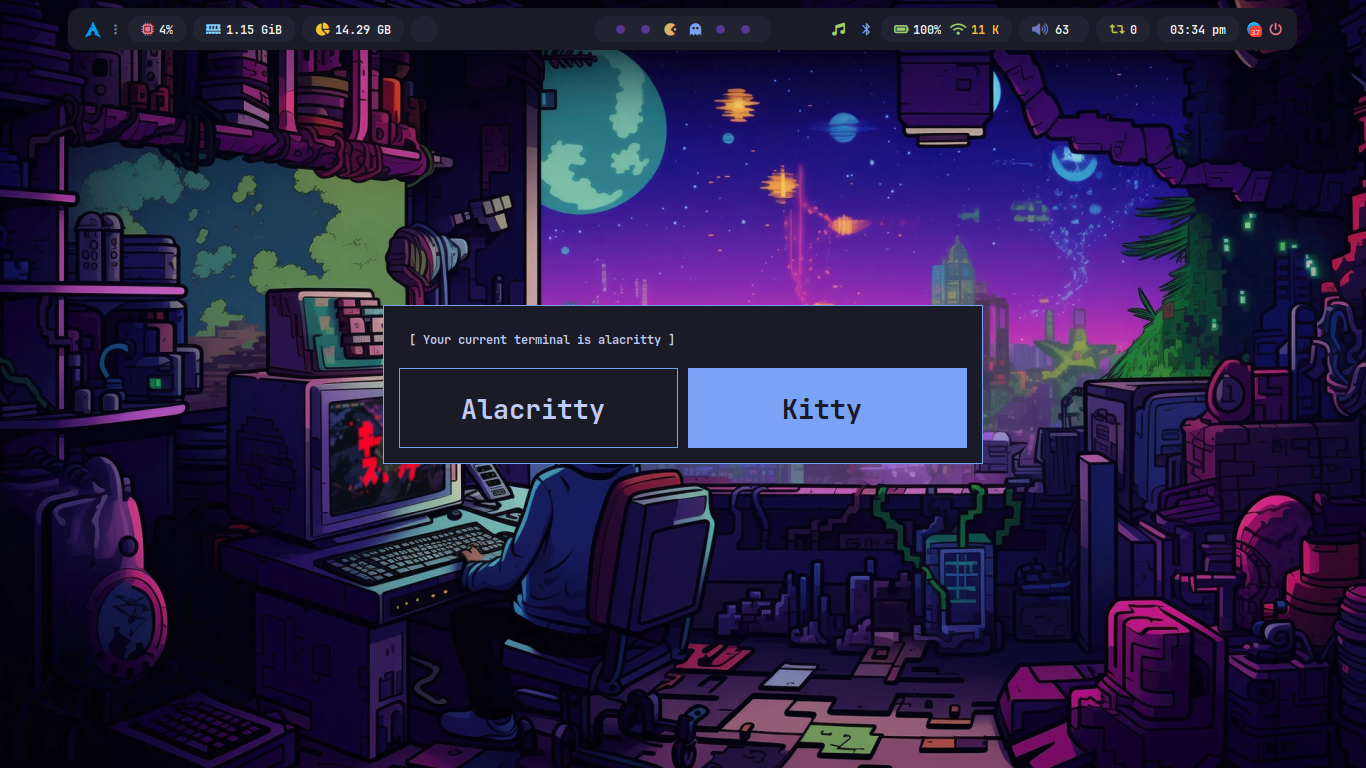 4% 1.15 GiB 14.29 GB 100% 11 K 63 0 03:34 pm 37
[ Your current terminal is alacritty ]
Alacritty Kitty